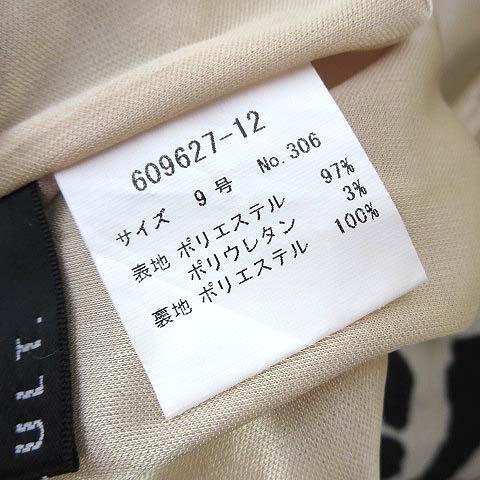 609627-12
サイズ 9号 No.306
表地 ポリエステル 97%
ポリウレタン 3%
裏地 ポリエステル 100%
ULT.